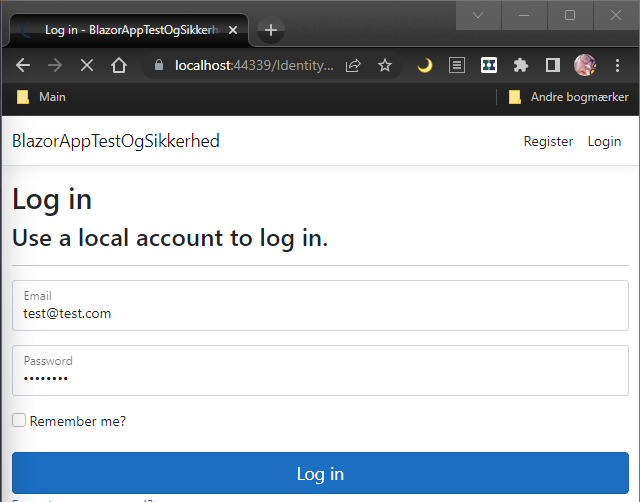 Log in - BlazorAppTestOgSikkerh
localhost:44339/Identity...
Main
Andre bogmærker
BlazorAppTestOgSikkerhed
Register
Login
Log in
Use a local account to log in.
Email
test@test.com
Password
••••••••
Remember me?
Log in